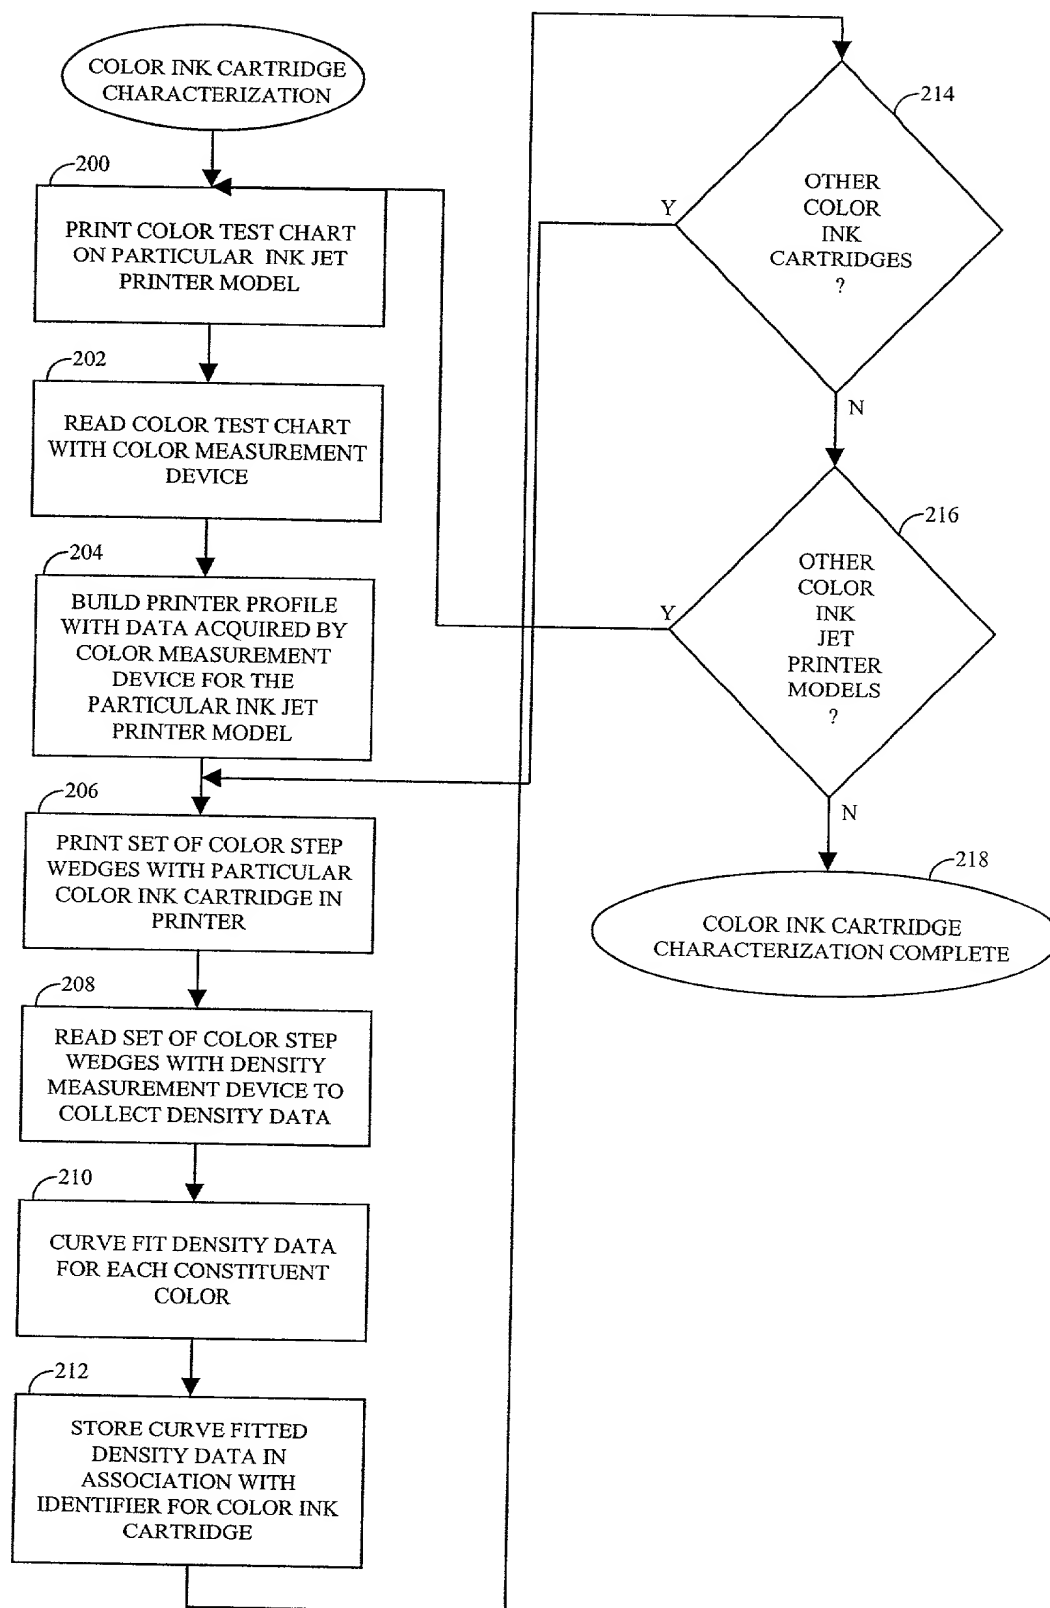 COLOR INK CARTRIDGE
CHARACTERIZATION
200
PRINT COLOR TEST CHART
ON PARTICULAR INK JET
PRINTER MODEL
202
READ COLOR TEST CHART
WITH COLOR MEASUREMENT
DEVICE
204
BUILD PRINTER PROFILE
WITH DATA ACQUIRED BY
COLOR MEASUREMENT
DEVICE FOR THE
PARTICULAR INK JET
PRINTER MODEL
206
PRINT SET OF COLOR STEP
WEDGES WITH PARTICULAR
COLOR INK CARTRIDGE IN
PRINTER
208
READ SET OF COLOR STEP
WEDGES WITH DENSITY
MEASUREMENT DEVICE TO
COLLECT DENSITY DATA
210
CURVE FIT DENSITY DATA
FOR EACH CONSTITUENT
COLOR
212
STORE CURVE FITTED
DENSITY DATA IN
ASSOCIATION WITH
IDENTIFIER FOR COLOR INK
CARTRIDGE
214
OTHER
COLOR
INK
CARTRIDGES
?
Y
N
216
OTHER
COLOR
INK
JET
PRINTER
MODELS
?
Y
N
218
COLOR INK CARTRIDGE
CHARACTERIZATION COMPLETE